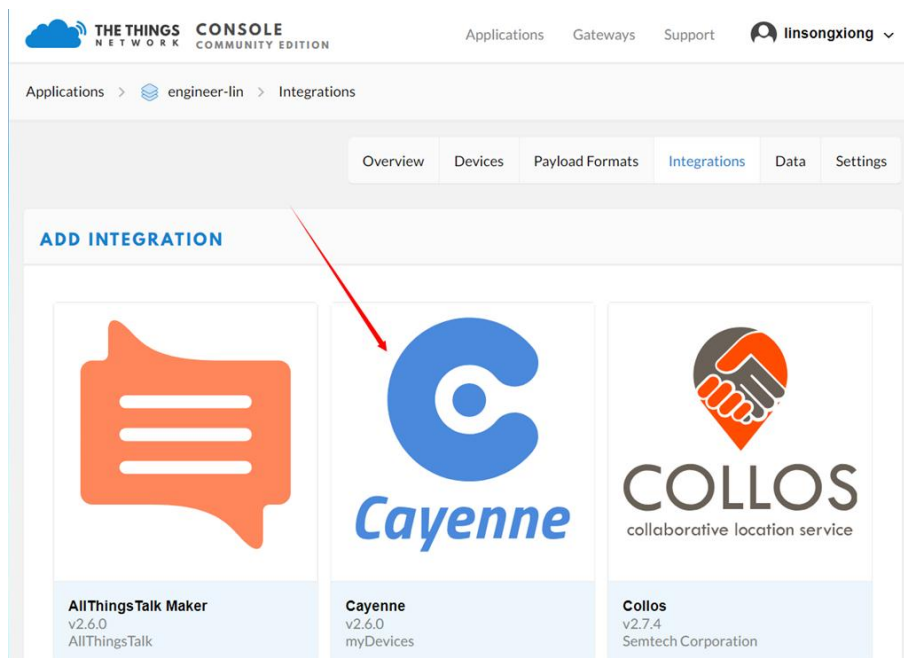 THE THINGS NETWORK CONSOLE COMMUNITY EDITION
Applications Gateways Support linsongxiong
Applications > engineer-lin > Integrations
Overview Devices Payload Formats Integrations Data Settings
ADD INTEGRATION
Cayenne
COLLOS
collaborative location service
AllThingsTalk Maker
v2.6.0
AllThingsTalk
Cayenne
v2.6.0
myDevices
Collos
v2.7.4
Semtech Corporation